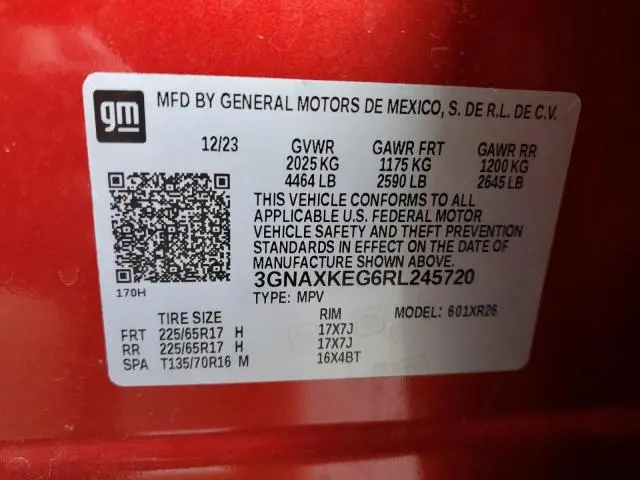 gm
MFD BY GENERAL MOTORS DE MEXICO, S. DE R.L. DE C.V.
12/23 GVWR GAWR FRT GAWR RR
2025 KG 1175 KG 1200 KG
4464 LB 2590 LB 2645 LB
THIS VEHICLE CONFORMS TO ALL
APPLICABLE U.S. FEDERAL MOTOR
VEHICLE SAFETY AND THEFT PREVENTION
STANDARDS IN EFFECT ON THE DATE OF
MANUFACTURE SHOWN ABOVE.
3GNAXKEG6RL245720
170H
TYPE: MPV
TIRE SIZE RIM MODEL: 601XR26
FRT 225/65R17 H 17X7J
RR 225/65R17 H 17X7J
SPA T135/70R16 M 16X4BT